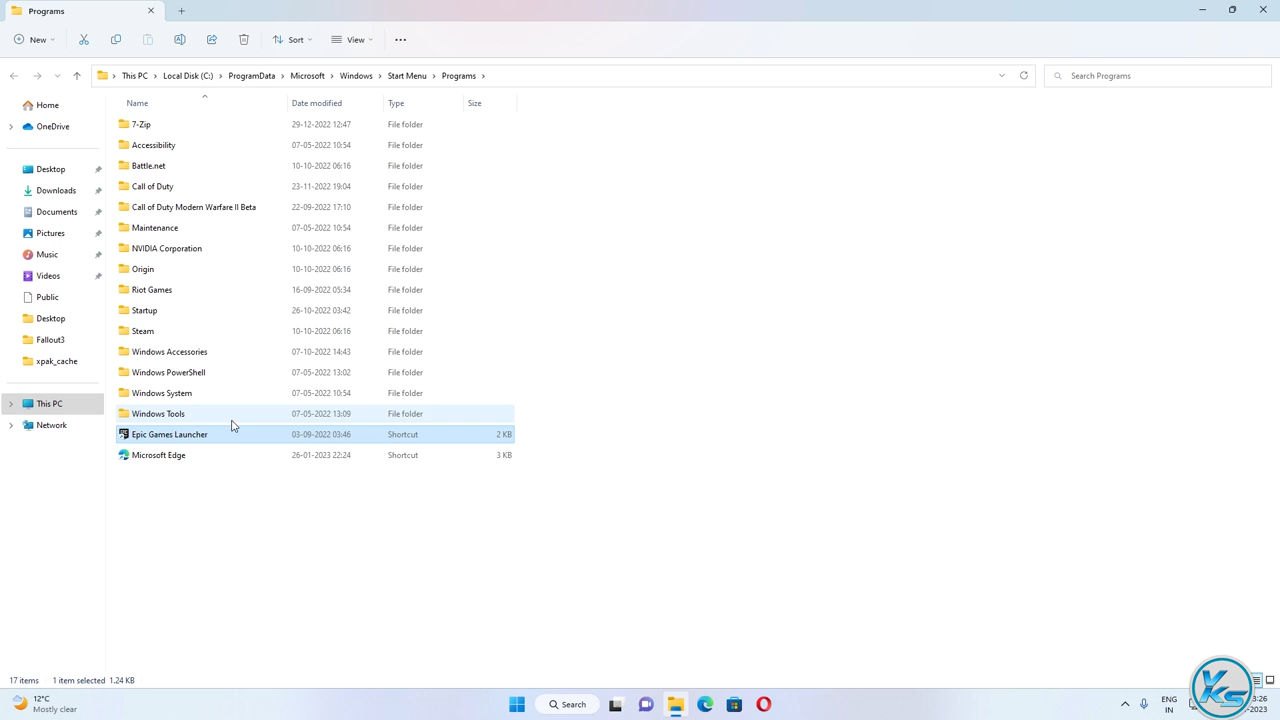 Programs
New
Sort
View
This PC > Local Disk (C:) > ProgramData > Microsoft > Windows > Start Menu > Programs >
Search Programs
Name Date modified Type Size
Home
OneDrive
Desktop
Downloads
Documents
Pictures
Music
Videos
Public
Desktop
Fallout3
xpak_cache
This PC
Network
7-Zip 29-12-2022 12:47 File folder
Accessibility 07-05-2022 10:54 File folder
Battle.net 10-10-2022 06:16 File folder
Call of Duty 23-11-2022 19:04 File folder
Call of Duty Modern Warfare II Beta 22-09-2022 17:10 File folder
Maintenance 07-05-2022 10:54 File folder
NVIDIA Corporation 10-10-2022 06:16 File folder
Origin 10-10-2022 06:16 File folder
Riot Games 16-09-2022 05:34 File folder
Startup 26-10-2022 03:42 File folder
Steam 10-10-2022 06:16 File folder
Windows Accessories 07-10-2022 14:43 File folder
Windows PowerShell 07-05-2022 13:02 File folder
Windows System 07-05-2022 10:54 File folder
Windows Tools 07-05-2022 13:09 File folder
Epic Games Launcher 03-09-2022 03:46 Shortcut 2 KB
Microsoft Edge 26-01-2023 22:24 Shortcut 3 KB
17 items 1 item selected 1.24 KB
12°C
Mostly clear
Search
ENG
IN
KS